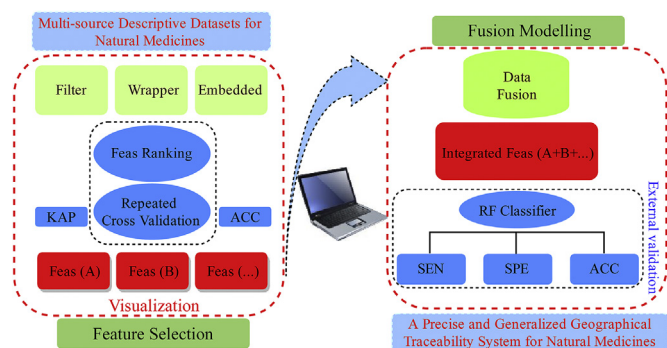 Multi-source Descriptive Datasets for
Natural Medicines
Filter
Wrapper
Embedded
Feas Ranking
Repeated
Cross Validation
KAP
ACC
Feas (A)
Feas (B)
Feas (...)
Visualization
Feature Selection
Fusion Modelling
Data
Fusion
Integrated Feas (A+B+...)
RF Classifier
SEN
SPE
ACC
External validation
A Precise and Generalized Geographical
Traceability System for Natural Medicines